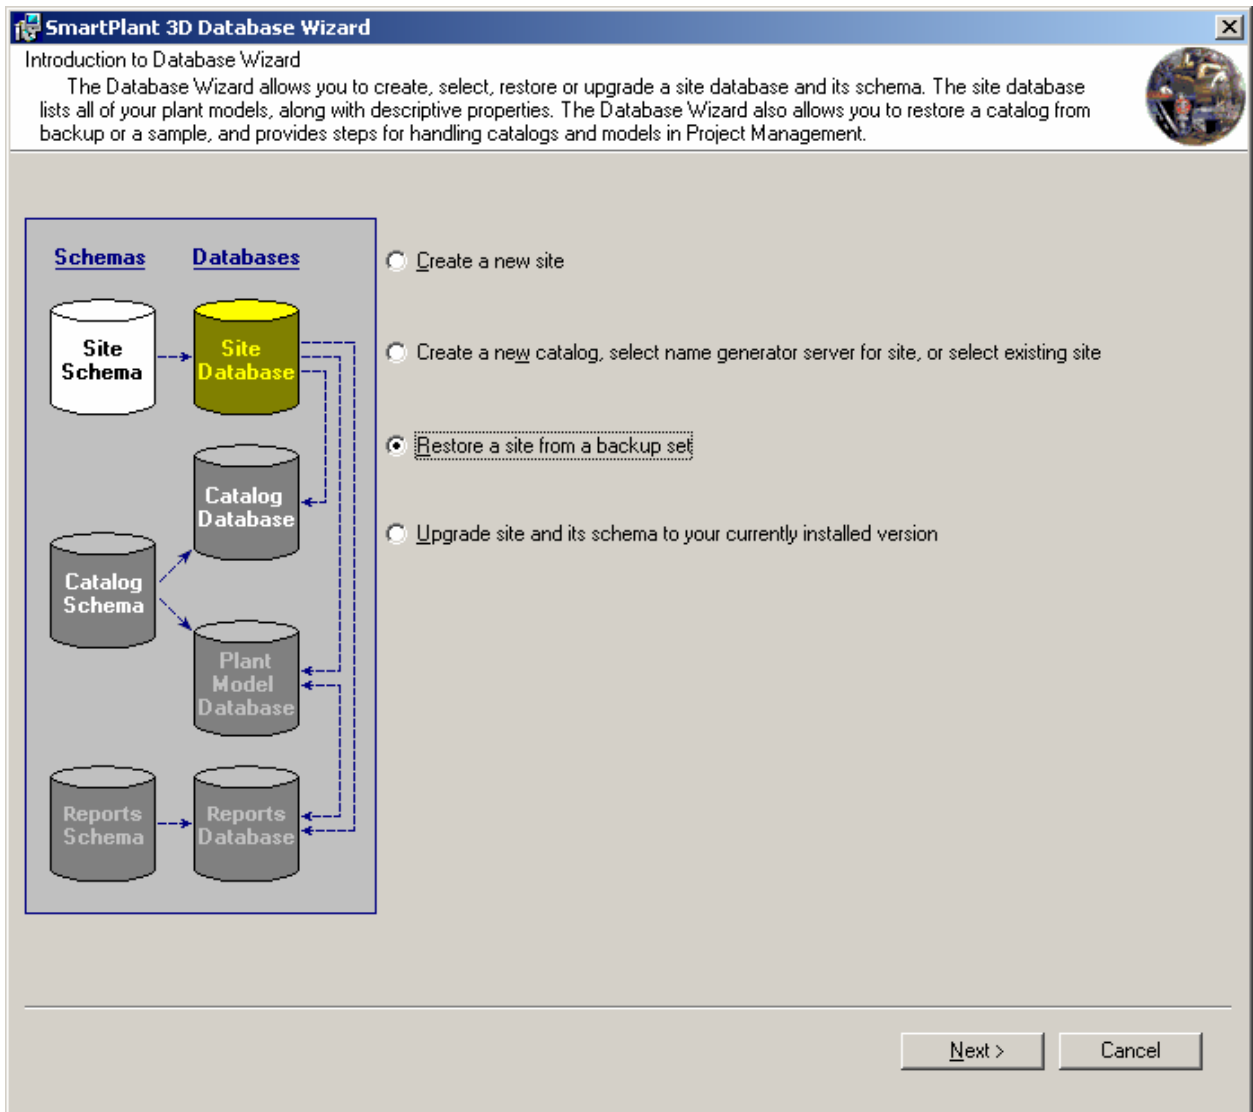 SmartPlant 3D Database Wizard
Introduction to Database Wizard
The Database Wizard allows you to create, select, restore or upgrade a site database and its schema. The site database
lists all of your plant models, along with descriptive properties. The Database Wizard also allows you to restore a catalog from
backup or a sample, and provides steps for handling catalogs and models in Project Management.
Schemas
Databases
Site
Schema
Site
Database
Catalog
Database
Catalog
Schema
Plant
Model
Database
Reports
Schema
Reports
Database
Create a new site
Create a new catalog, select name generator server for site, or select existing site
Restore a site from a backup set
Upgrade site and its schema to your currently installed version
Next >
Cancel